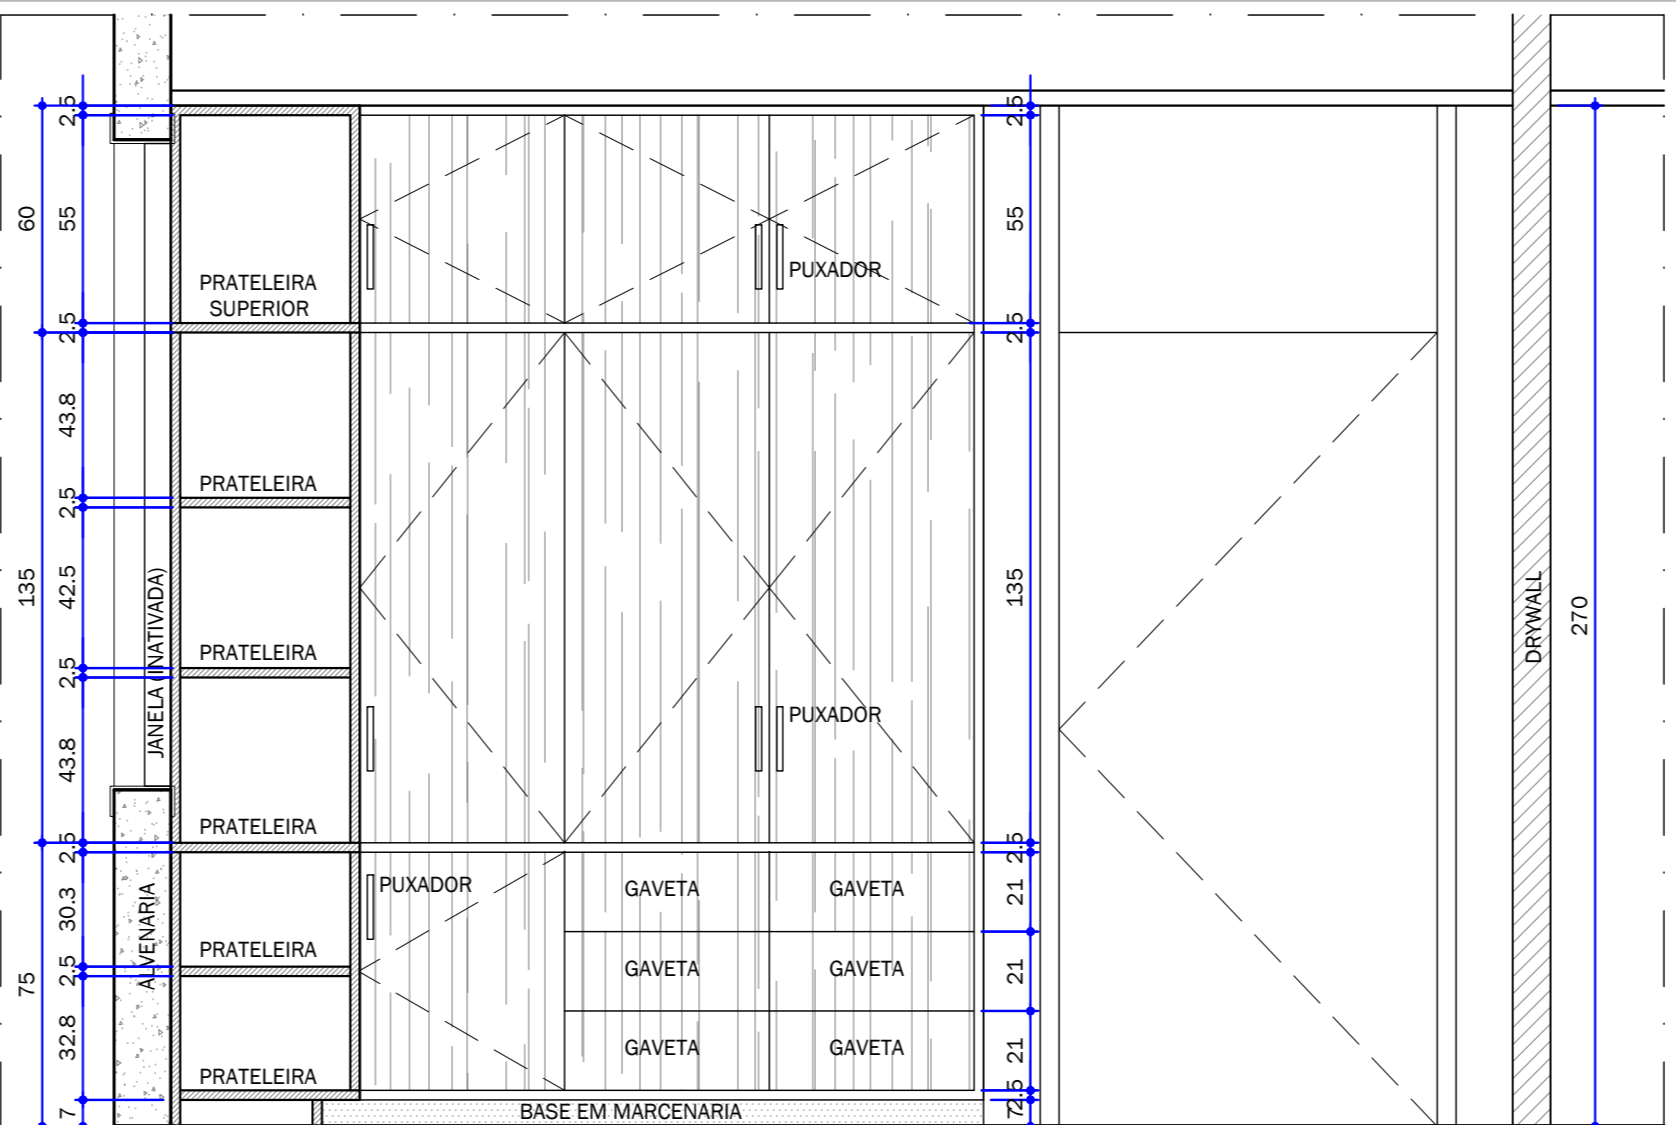 2.5
2.5
60
55
55
PUXADOR
PRATELEIRA
SUPERIOR
2.5
2.5
43.8
PRATELEIRA
2.5
JANELA (INATIVADA)
135
42.5
135
DRYWALL
270
PRATELEIRA
2.5
PUXADOR
43.8
PRATELEIRA
2.5
2.5
ALVENARIA
30.3
PUXADOR
GAVETA
GAVETA
21
PRATELEIRA
2.5
GAVETA
GAVETA
21
75
32.8
GAVETA
GAVETA
21
PRATELEIRA
2.5
7
BASE EM MARCENARIA
7